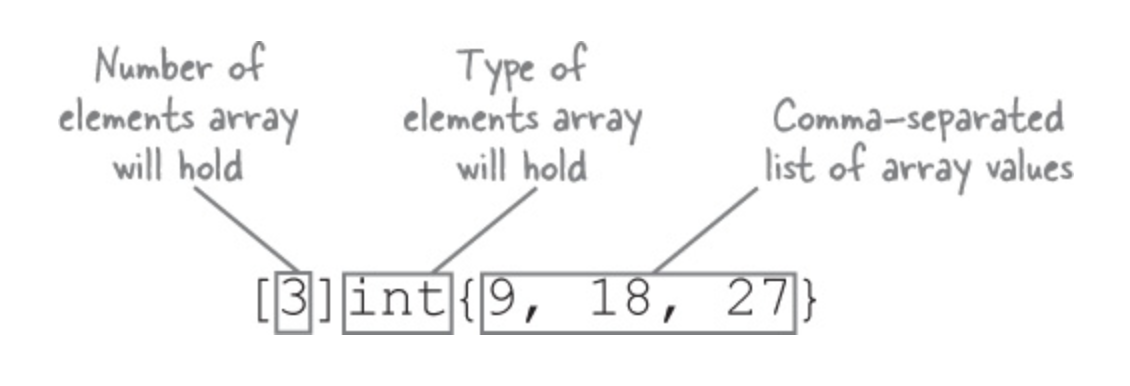 Number of
elements array
will hold
Type of
elements array
will hold
Comma-separated
list of array values
[3]int{9, 18, 27}